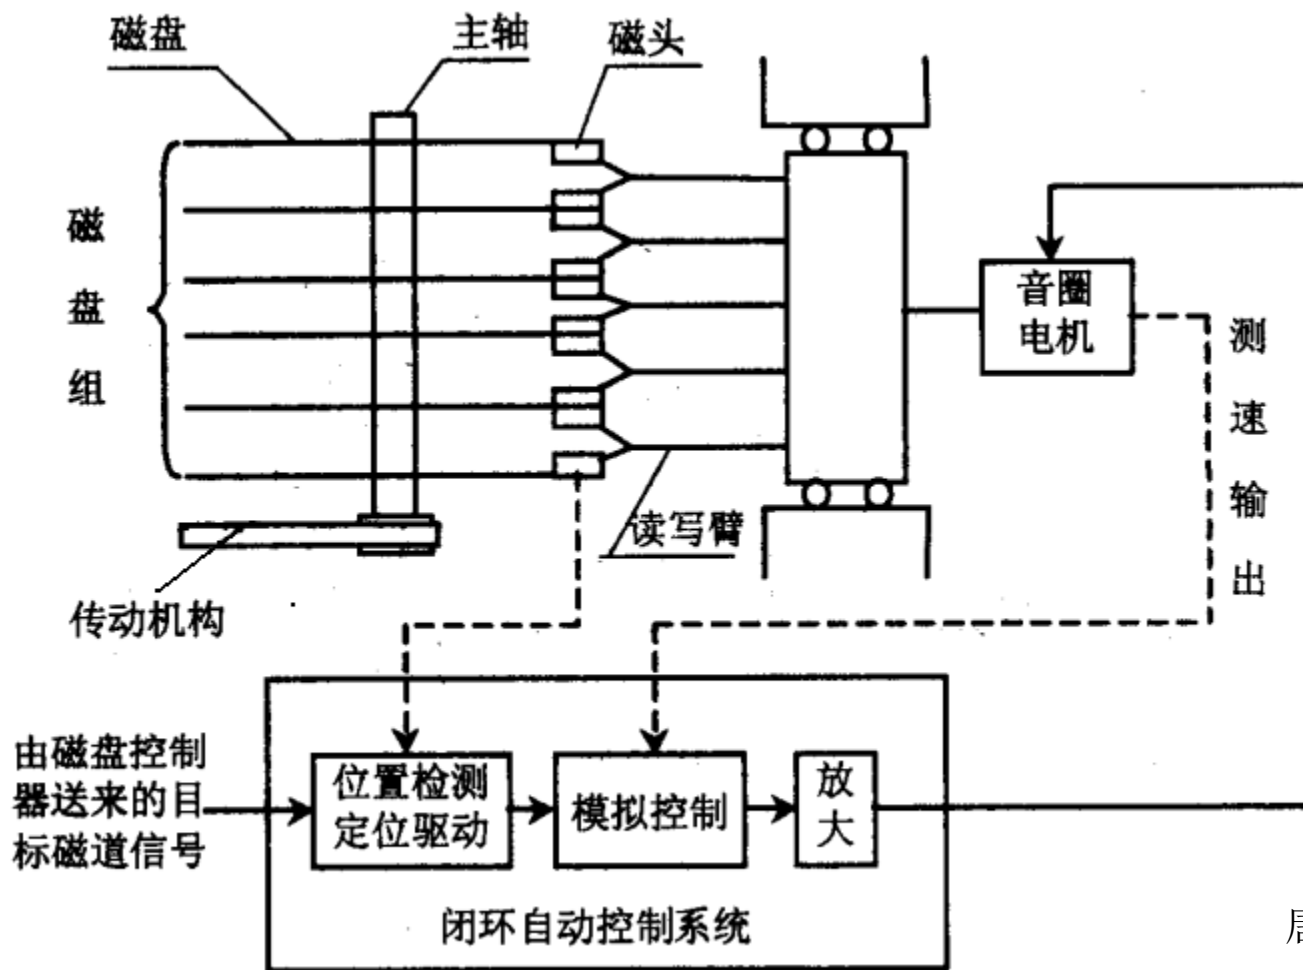 磁盘
主轴
磁头
磁盘组
音圈
电机
测速输出
读写臂
传动机构
由磁盘控制
器送来的目
标磁道信号
位置检测
定位驱动
模拟控制
放大
闭环自动控制系统